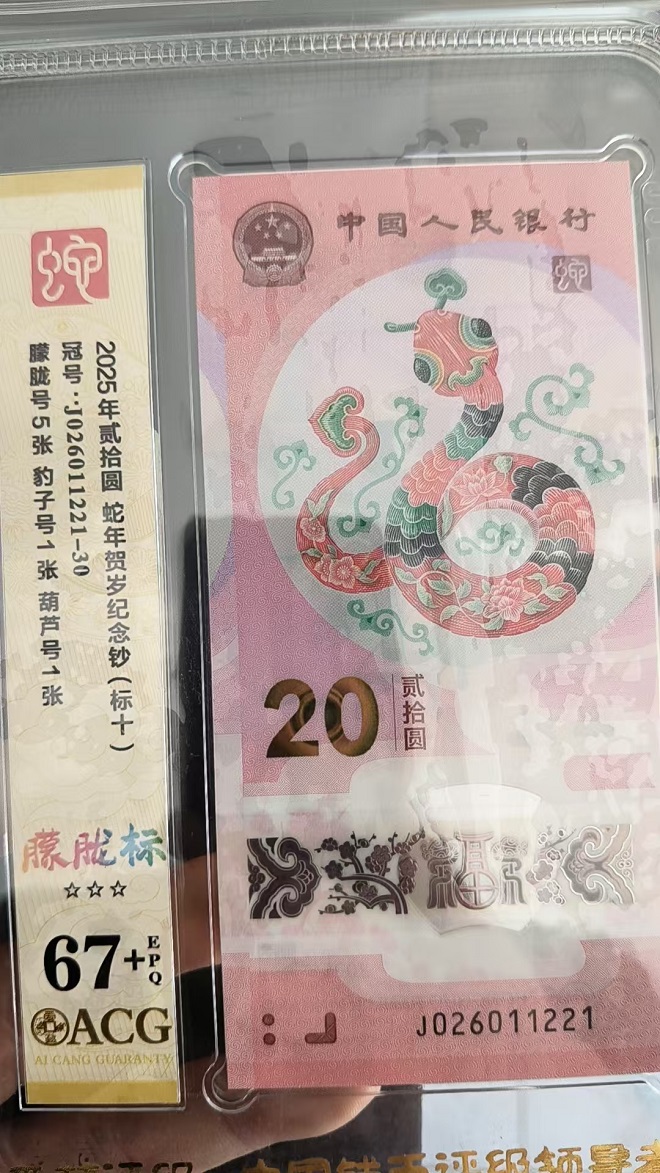 蛇
2025年贰拾圆 蛇年贺岁纪念钞(标十)
冠号:J026011221-30
朦胧号5张 豹子号1张 葫芦号1张
朦胧标
☆☆☆
67+EPQ
ACG
AI CANG GUARANTY
中国人民银行
蛇
20
贰拾圆
J026011221